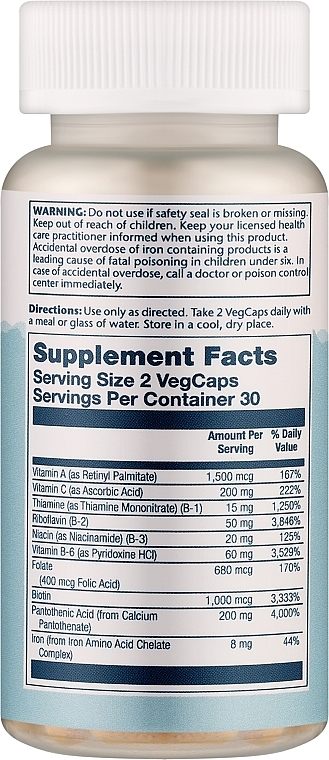 WARNING: Do not use if safety seal is broken or missing.
Keep out of reach of children. Keep your licensed health
care practitioner informed when using this product.
Accidental overdose of iron containing products is a
leading cause of fatal poisoning in children under six. In
case of accidental overdose, call a doctor or poison control
center immediately.
Directions: Use only as directed. Take 2 VegCaps daily with
a meal or glass of water. Store in a cool, dry place.
Supplement Facts
Serving Size 2 VegCaps
Servings Per Container 30
Amount Per % Daily
Serving Value
Vitamin A (as Retinyl Palmitate) 1,500 mcg 167%
Vitamin C (as Ascorbic Acid) 200 mg 222%
Thiamine (as Thiamine Mononitrate) (B-1) 15 mg 1,250%
Riboflavin (B-2) 50 mg 3,846%
Niacin (as Niacinamide) (B-3) 20 mg 125%
Vitamin B-6 (as Pyridoxine HCl) 60 mg 3,529%
Folate 680 mcg 170%
(400 mcg Folic Acid)
Biotin 1,000 mcg 3,333%
Pantothenic Acid (from Calcium 200 mg 4,000%
Pantothenate)
Iron (from Iron Amino Acid Chelate 8 mg 44%
Complex)